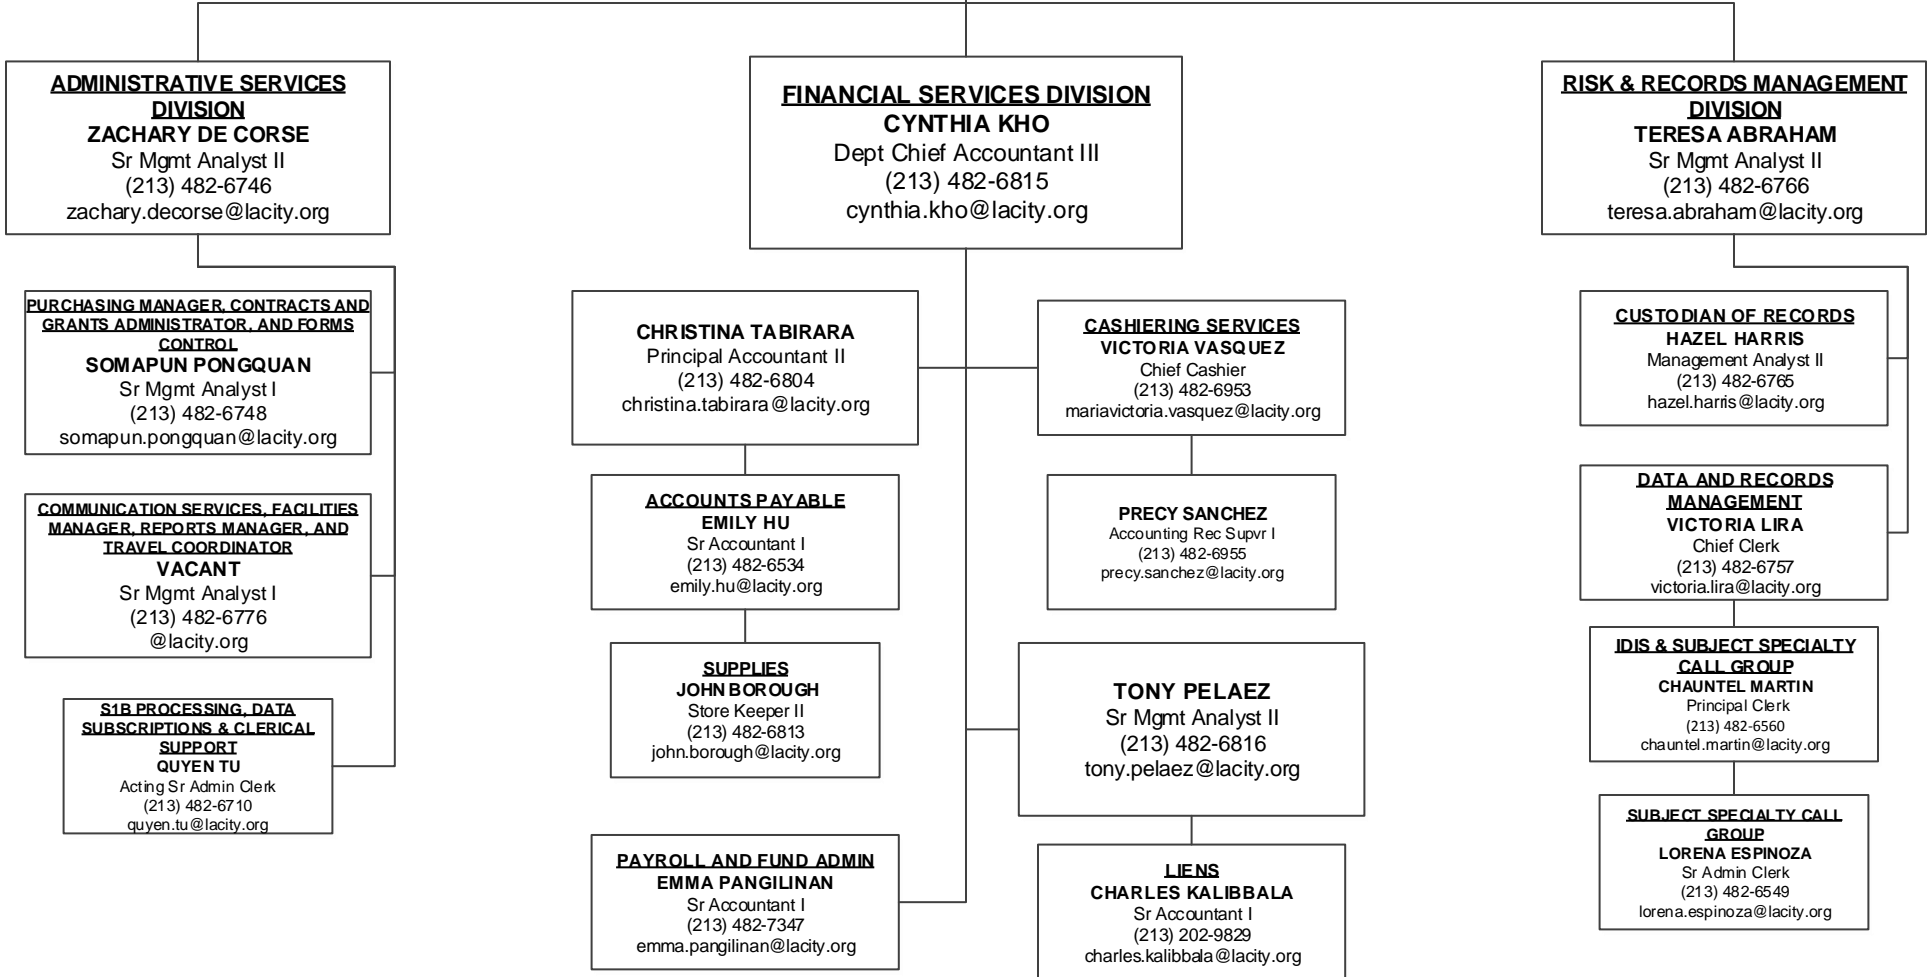 ADMINISTRATIVE SERVICES
DIVISION
ZACHARY DE CORSE
Sr Mgmt Analyst II
(213) 482-6746
zachary.decorse@lacity.org
PURCHASING MANAGER, CONTRACTS AND
GRANTS ADMINISTRATOR, AND FORMS
CONTROL
SOMAPUN PONGQUAN
Sr Mgmt Analyst I
(213) 482-6748
somapun.pongquan@lacity.org
COMMUNICATION SERVICES, FACILITIES
MANAGER, REPORTS MANAGER, AND
TRAVEL COORDINATOR
VACANT
Sr Mgmt Analyst I
(213) 482-6776
@lacity.org
S1B PROCESSING, DATA
SUBSCRIPTIONS & CLERICAL
SUPPORT
QUYEN TU
Acting Sr Admin Clerk
(213) 482-6710
quyen.tu@lacity.org
FINANCIAL SERVICES DIVISION
CYNTHIA KHO
Dept Chief Accountant III
(213) 482-6815
cynthia.kho@lacity.org
CHRISTINA TABIRARA
Principal Accountant II
(213) 482-6804
christina.tabirara@lacity.org
ACCOUNTS PAYABLE
EMILY HU
Sr Accountant I
(213) 482-6534
emily.hu@lacity.org
SUPPLIES
JOHN BOROUGH
Store Keeper II
(213) 482-6813
john.borough@lacity.org
PAYROLL AND FUND ADMIN
EMMA PANGILINAN
Sr Accountant I
(213) 482-7347
emma.pangilinan@lacity.org
CASHIERING SERVICES
VICTORIA VASQUEZ
Chief Cashier
(213) 482-6953
mariavictoria.vasquez@lacity.org
PRECY SANCHEZ
Accounting Rec Supvr I
(213) 482-6955
precy.sanchez@lacity.org
TONY PELAEZ
Sr Mgmt Analyst II
(213) 482-6816
tony.pelaez@lacity.org
LIENS
CHARLES KALIBBALA
Sr Accountant I
(213) 202-9829
charles.kalibbala@lacity.org
RISK & RECORDS MANAGEMENT
DIVISION
TERESA ABRAHAM
Sr Mgmt Analyst II
(213) 482-6766
teresa.abraham@lacity.org
CUSTODIAN OF RECORDS
HAZEL HARRIS
Management Analyst II
(213) 482-6765
hazel.harris@lacity.org
DATA AND RECORDS
MANAGEMENT
VICTORIA LIRA
Chief Clerk
(213) 482-6757
victoria.lira@lacity.org
IDIS & SUBJECT SPECIALTY
CALL GROUP
CHAUNTEL MARTIN
Principal Clerk
(213) 482-6560
chauntel.martin@lacity.org
SUBJECT SPECIALTY CALL
GROUP
LORENA ESPINOZA
Sr Admin Clerk
(213) 482-6549
lorena.espinoza@lacity.org